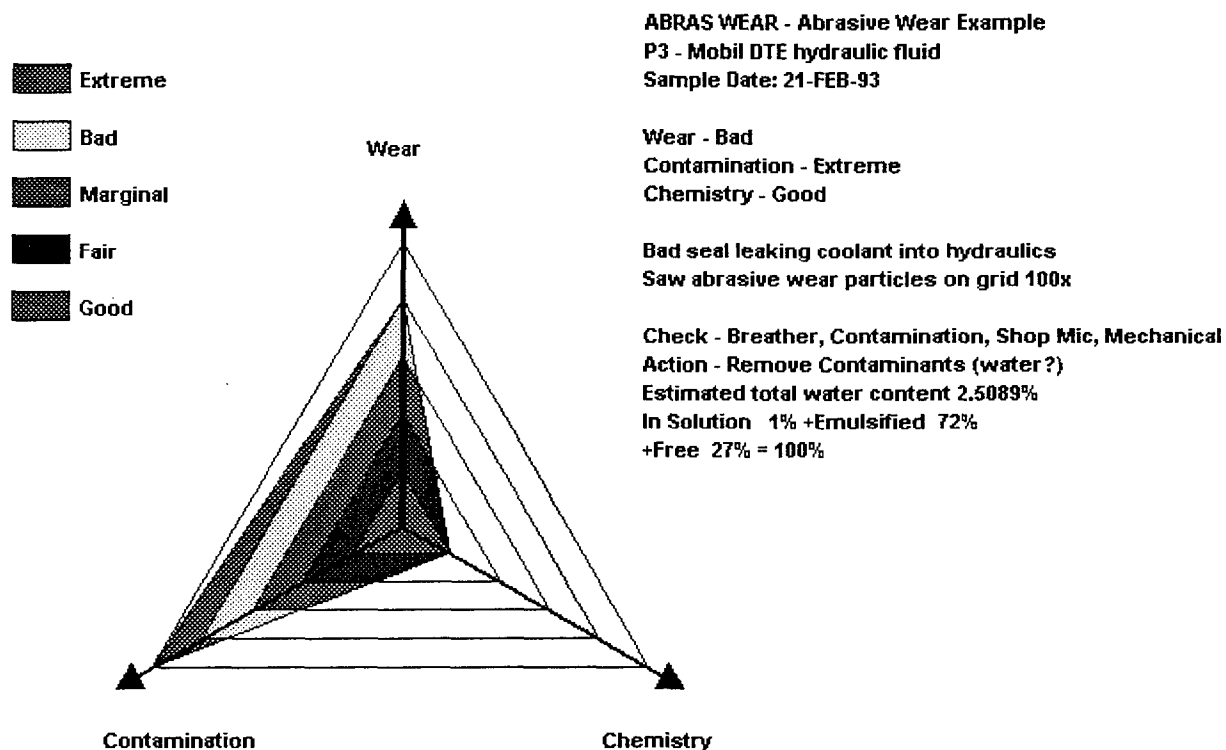 ABRAS WEAR - Abrasive Wear Example
P3 - Mobil DTE hydraulic fluid
Sample Date: 21-FEB-93
Extreme
Bad
Marginal
Fair
Good
Wear
Wear - Bad
Contamination - Extreme
Chemistry - Good
Bad seal leaking coolant into hydraulics
Saw abrasive wear particles on grid 100x
Check - Breather, Contamination, Shop Mic, Mechanical
Action - Remove Contaminants (water?)
Estimated total water content 2.5089%
In Solution 1% +Emulsified 72%
+Free 27% = 100%
Contamination
Chemistry